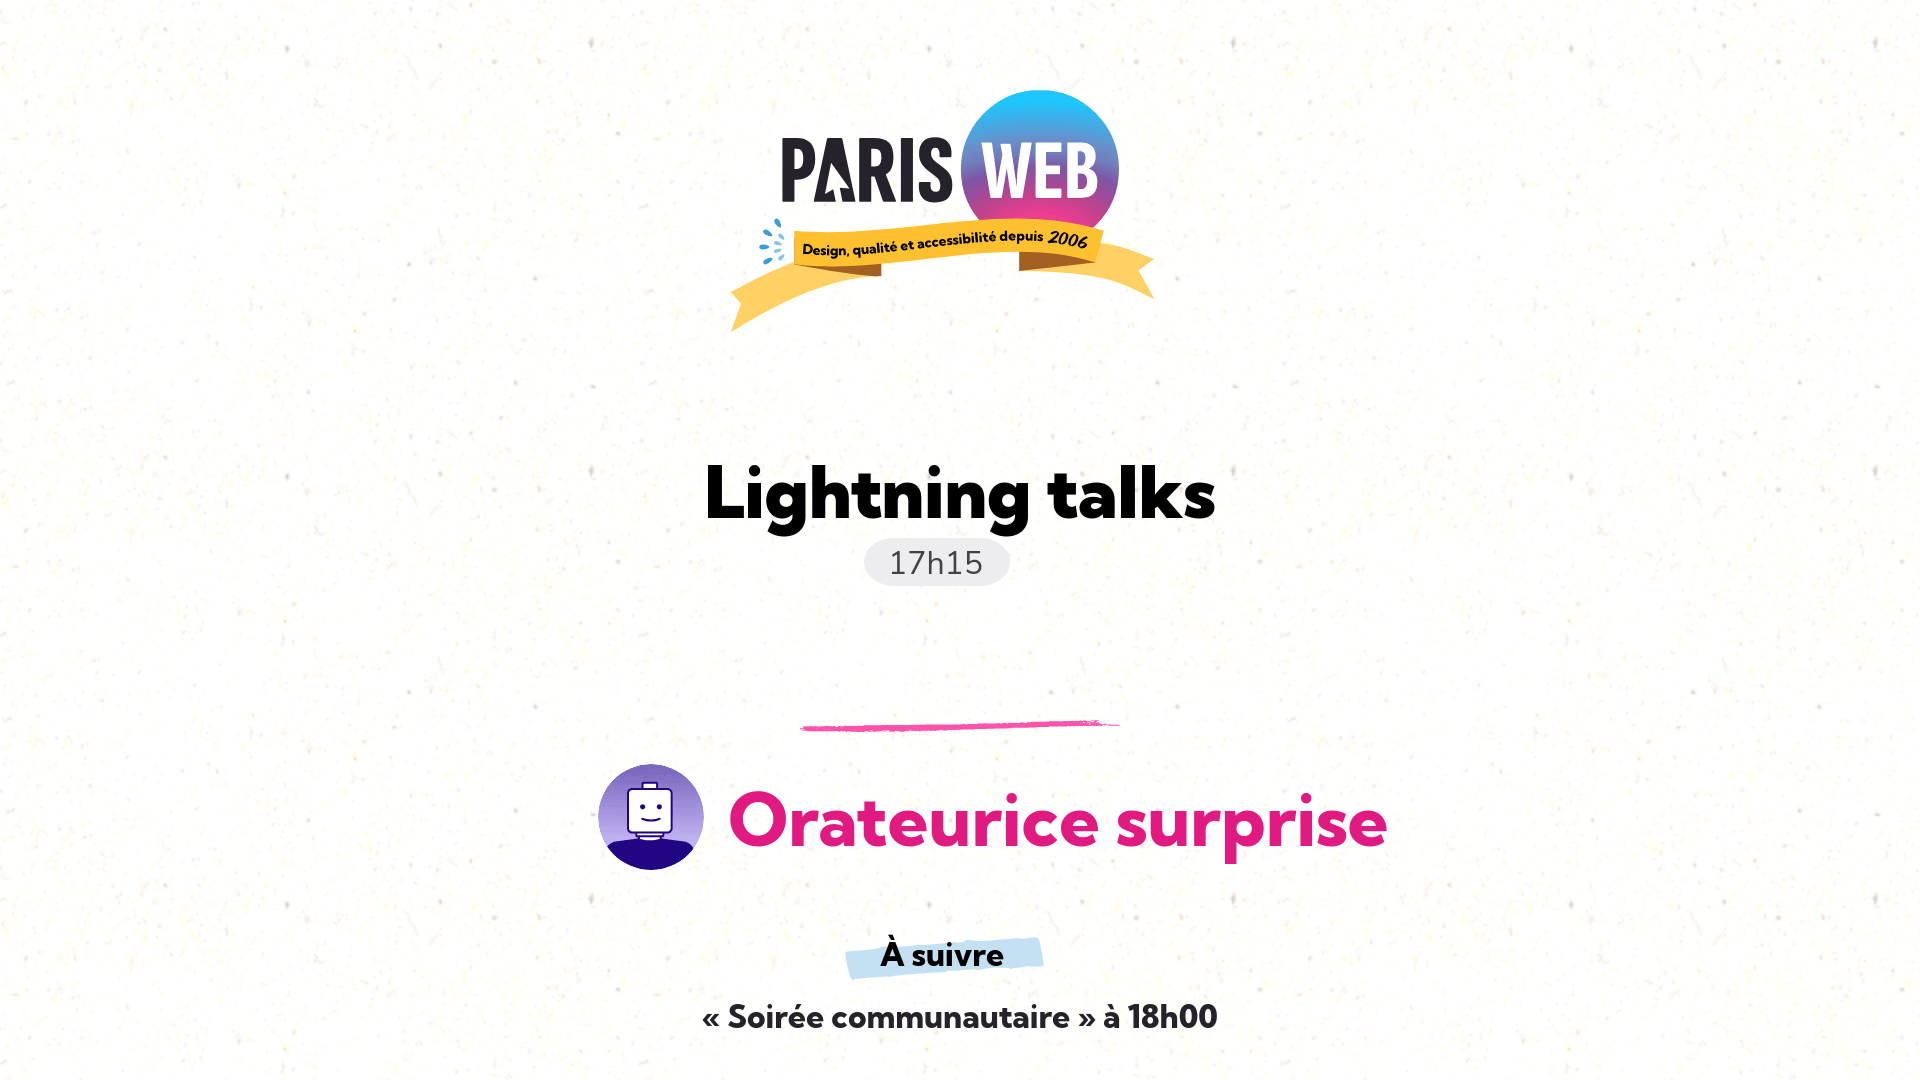 PARIS WEB
Design, qualité et accessibilité depuis 2006
Lightning talks
17h15
Orateurice surprise
À suivre
« Soirée communautaire » à 18h00